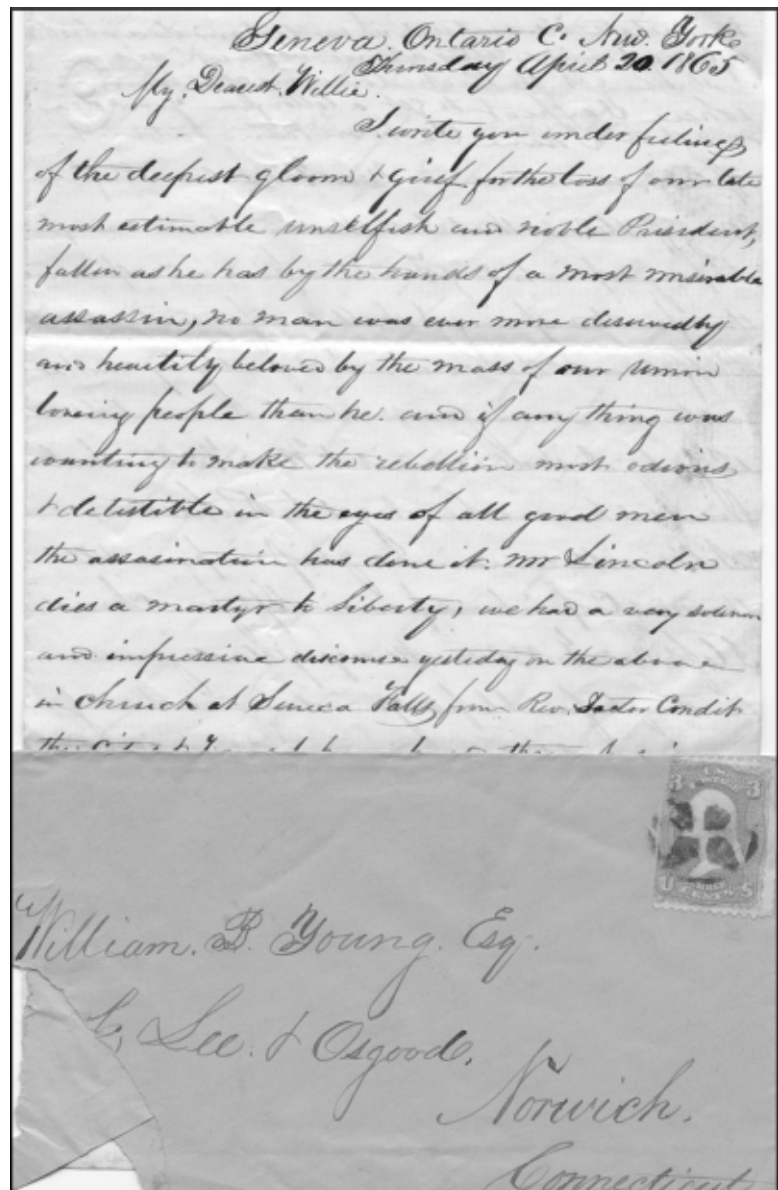 Geneva. Ontario C. New. York
Thursday April 20. 1865
My. Dearest. Willie.
I write you under feelings
of the deepest gloom & grief for the loss of our late
most estimable unselfish and noble President,
fallen as he has by the hands of a most miserable
assassin, no man was ever more deservedly
and heartily beloved by the mass of our Union
loving people than he. and if any thing was
wanting to make the rebellion most odious
& detistible in the eyes of all good men
the assasination has done it. Mr Lincoln
dies a martyr to liberty, we had a very solemn
and impressive discourse yesteday on the above
in church at Seneca Falls from Rev. Doctor Condit
3 3
U CENTS S
William. B. Young. Esq.
Lee. & Osgood.
Norwich.
Connecticut